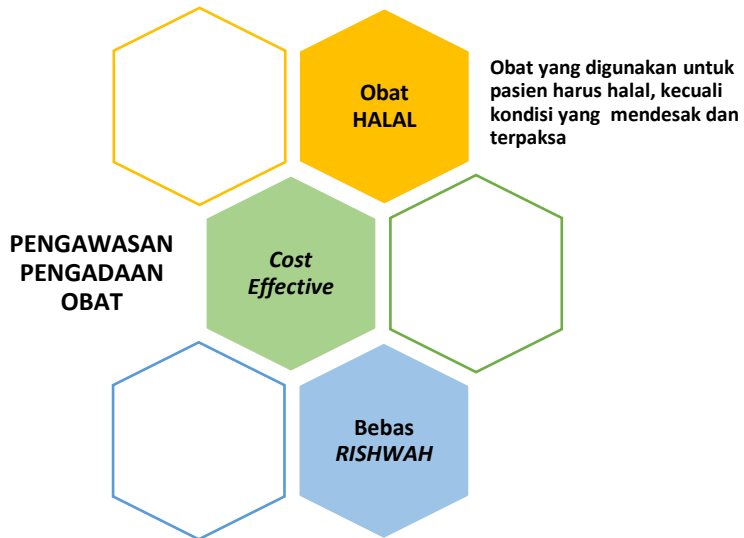 Obat
HALAL
Obat yang digunakan untuk
pasien harus halal, kecuali
kondisi yang mendesak dan
terpaksa
PENGAWASAN
PENGADAAN
OBAT
Cost
Effective
Bebas
RISHWAH